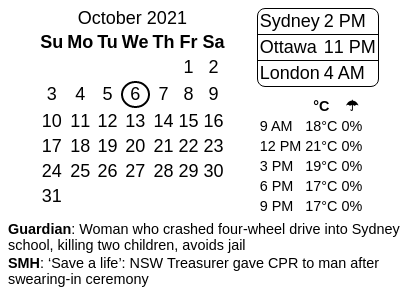 October 2021
Su Mo Tu We Th Fr Sa
1 2
3 4 5 6 7 8 9
10 11 12 13 14 15 16
17 18 19 20 21 22 23
24 25 26 27 28 29 30
31
Sydney 2 PM
Ottawa 11 PM
London 4 AM
°C ☂
9 AM 18°C 0%
12 PM 21°C 0%
3 PM 19°C 0%
6 PM 17°C 0%
9 PM 17°C 0%
Guardian: Woman who crashed four-wheel drive into Sydney
school, killing two children, avoids jail
SMH: ‘Save a life’: NSW Treasurer gave CPR to man after
swearing-in ceremony